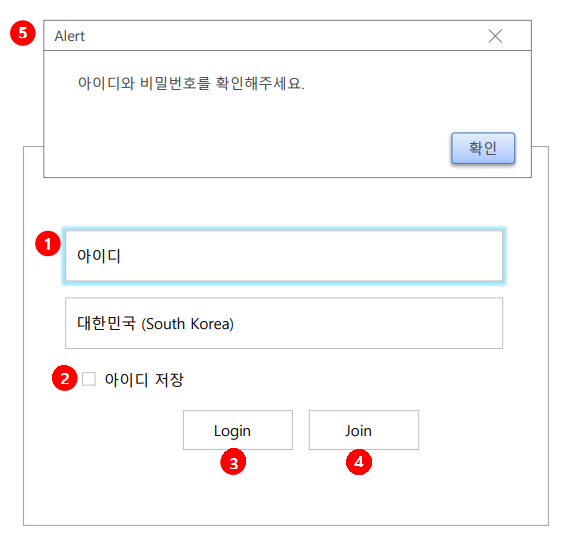 5 Alert
아이디와 비밀번호를 확인해주세요.
확인
1 아이디
대한민국 (South Korea)
2 아이디 저장
Login Join
3 4